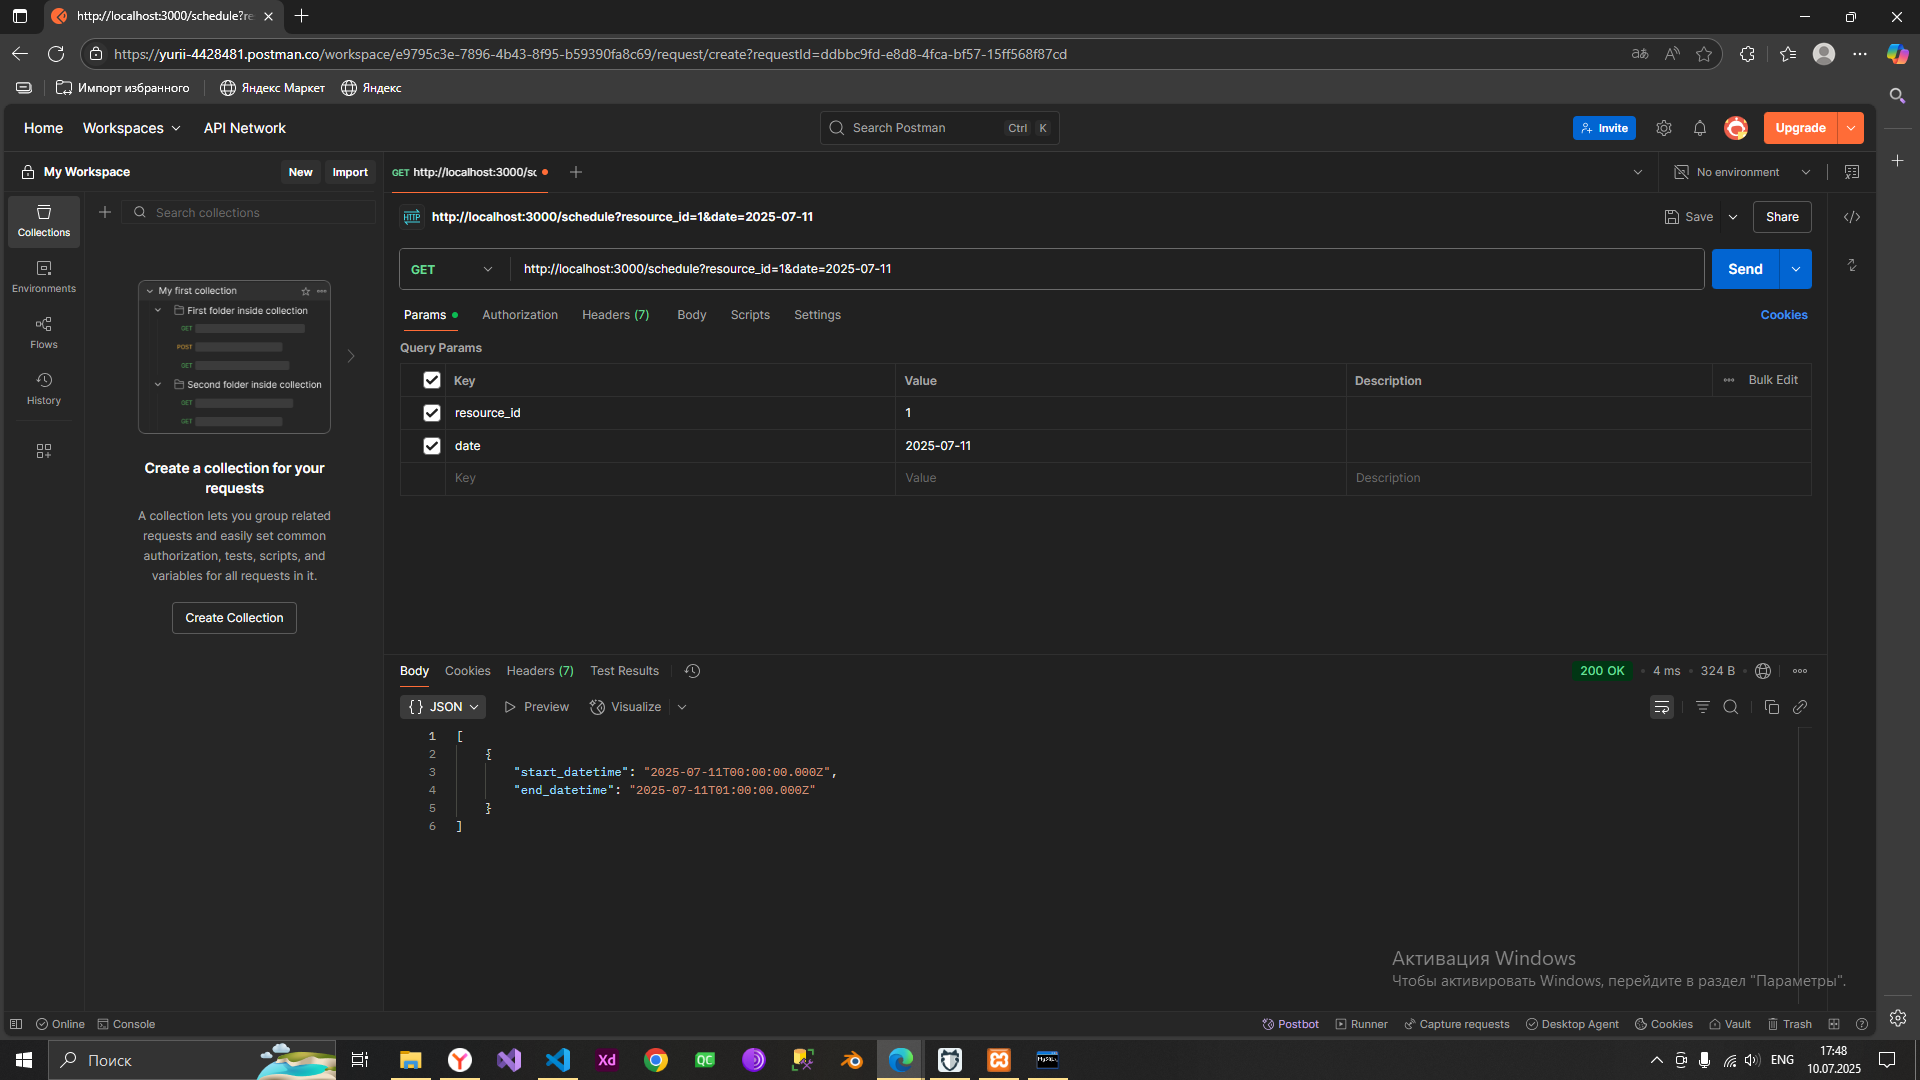 http://localhost:3000/schedule?re
https://yurii-4428481.postman.co/workspace/e9795c3e-7896-4b43-8f95-b59390fa8c69/request/create?requestId=ddbbc9fd-e8d8-4fca-bf57-15ff568f87cd
Импорт избранного
Яндекс Маркет
Яндекс
Home
Workspaces
API Network
Search Postman
Ctrl
K
Invite
Upgrade
My Workspace
New
Import
GET http://localhost:3000/sc
No environment
Search collections
HTTP
http://localhost:3000/schedule?resource_id=1&date=2025-07-11
Save
Share
Collections
Environments
Flows
History
GET
http://localhost:3000/schedule?resource_id=1&date=2025-07-11
Send
My first collection
First folder inside collection
GET
POST
GET
Second folder inside collection
GET
GET
Create a collection for your
requests
A collection lets you group related
requests and easily set common
authorization, tests, scripts, and
variables for all requests in it.
Create Collection
Params
Authorization
Headers (7)
Body
Scripts
Settings
Cookies
Query Params
Key
Value
Description
Bulk Edit
resource_id
1
date
2025-07-11
Key
Value
Description
Body
Cookies
Headers (7)
Test Results
200 OK
4 ms
324 B
{} JSON
Preview
Visualize
1 [
2 {
3 "start_datetime": "2025-07-11T00:00:00.000Z",
4 "end_datetime": "2025-07-11T01:00:00.000Z"
5 }
6 ]
Активация Windows
Чтобы активировать Windows, перейдите в раздел "Параметры".
Online
Console
Postbot
Runner
Capture requests
Desktop Agent
Cookies
Vault
Trash
Поиск
Xd
QC
MySQL
ENG
17:48
10.07.2025